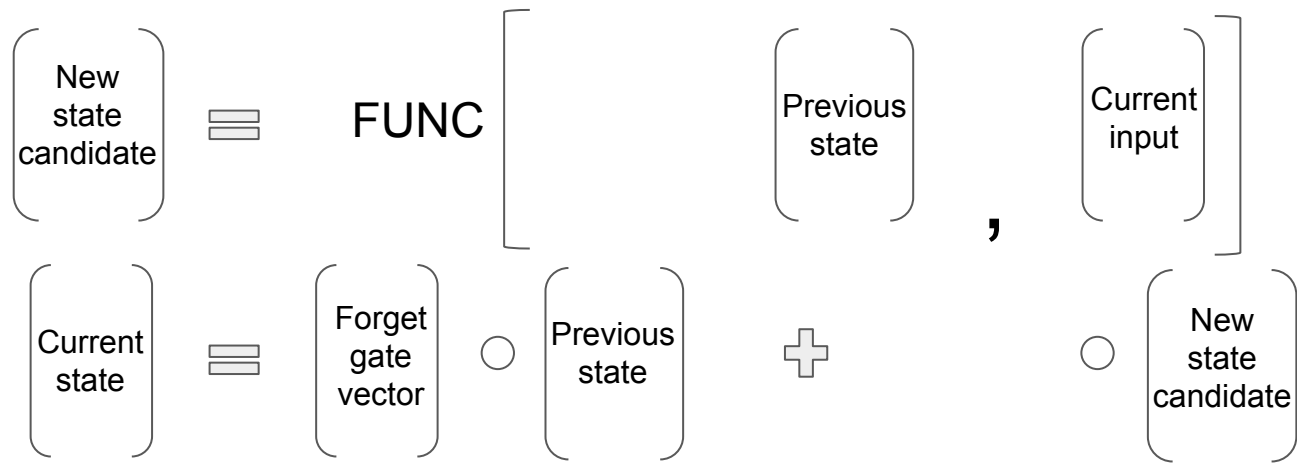 New
state
candidate
FUNC
Previous
state
,
Current
input
Current
state
Forget
gate
vector
Previous
state
New
state
candidate